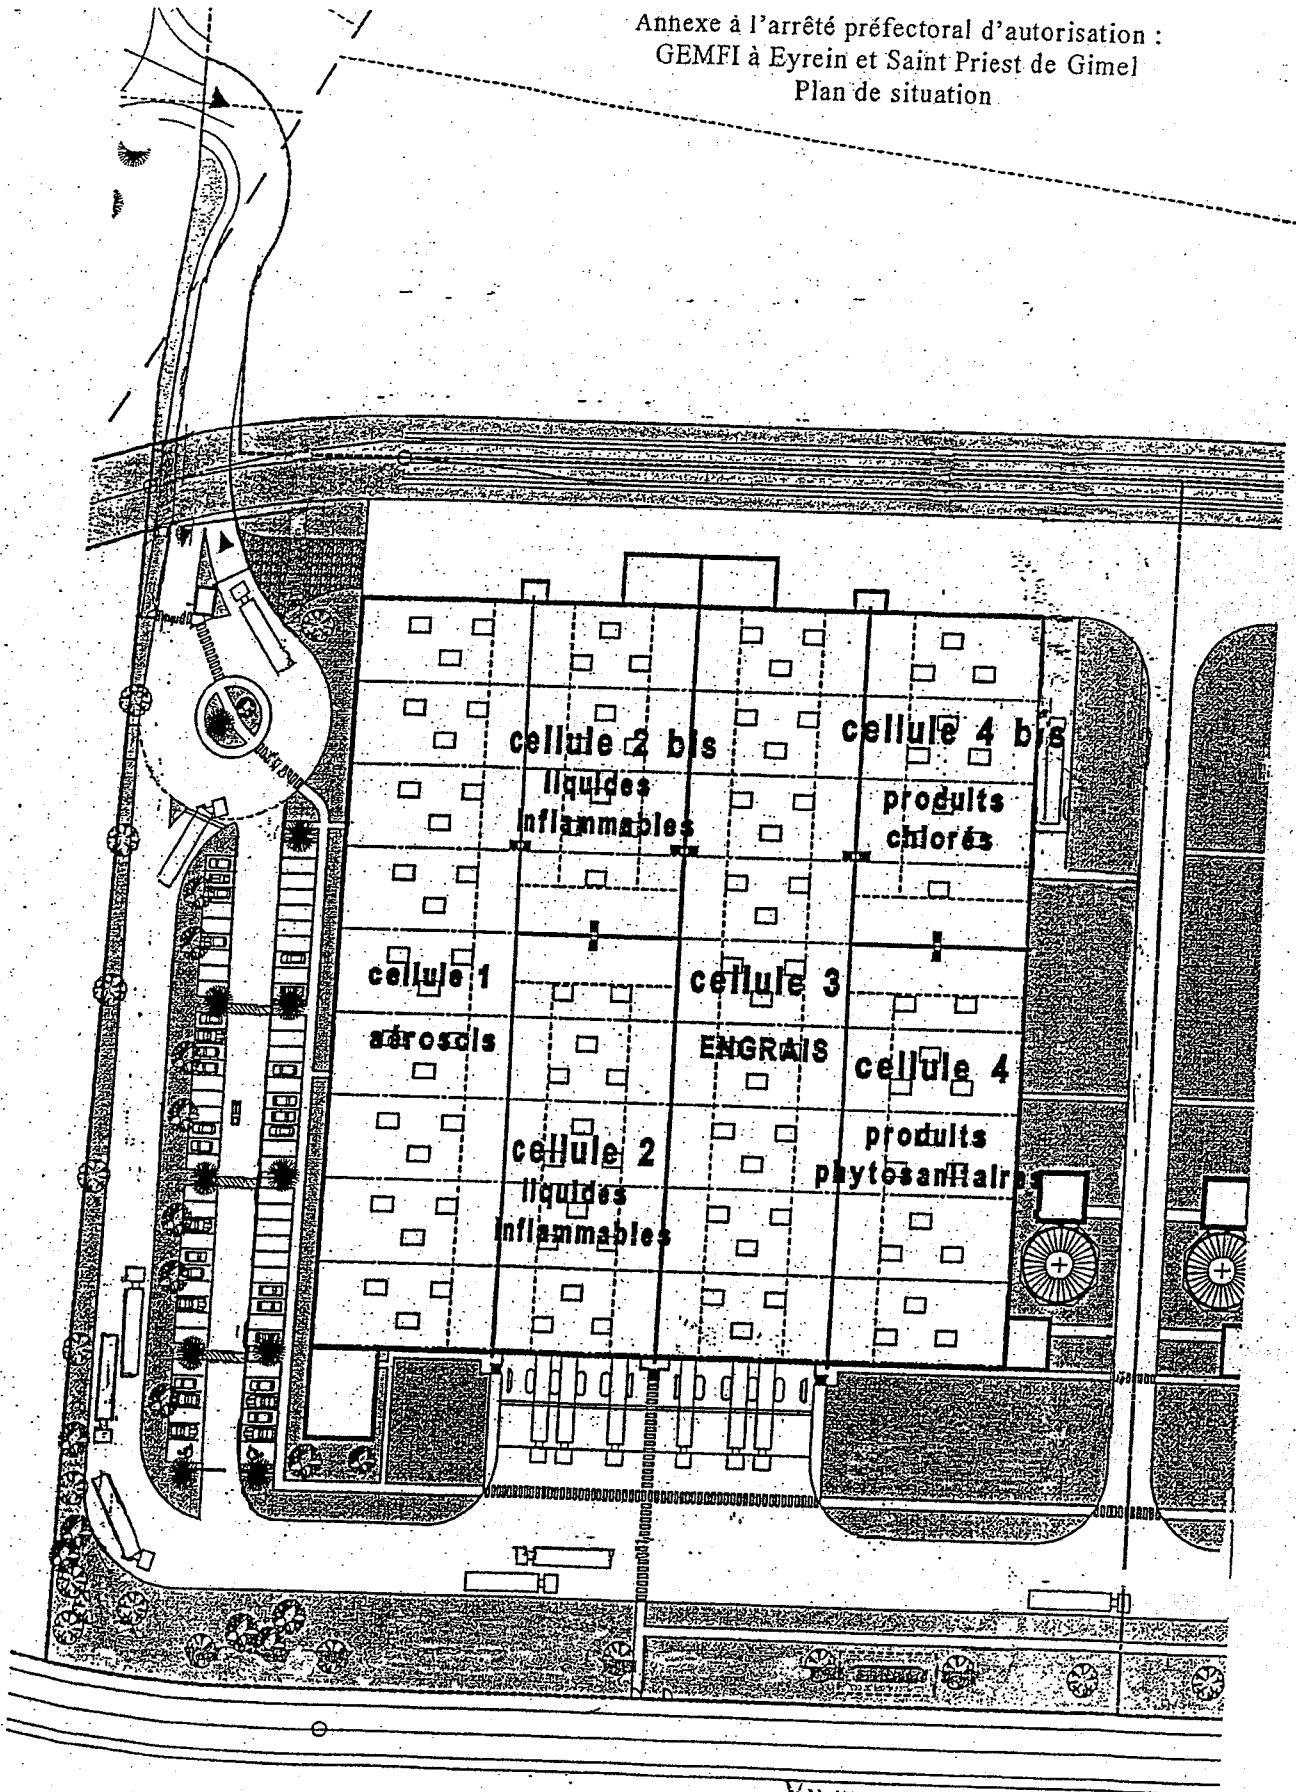 Annexe à l'arrêté préfectoral d'autorisation :
GEMFI à Eyrein et Saint Priest de Gimel
Plan de situation
cellule 2 bis
liquides
inflammables
cellule 4 bis
produits
chlorés
cellule 1
aérosols
cellule 3
ENGRAIS
cellule 4
produits
phytosanitaires
cellule 2
liquides
inflammables